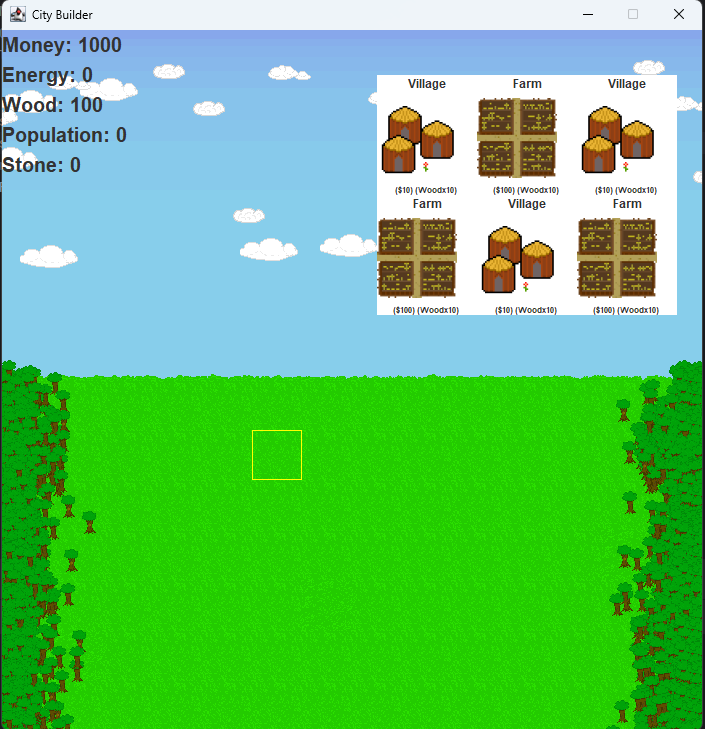 City Builder
Money: 1000
Energy: 0
Wood: 100
Population: 0
Stone: 0
Village Farm Village
($10) (Woodx10) ($100) (Woodx10) ($10) (Woodx10)
Farm Village Farm
($100) (Woodx10) ($10) (Woodx10) ($100) (Woodx10)